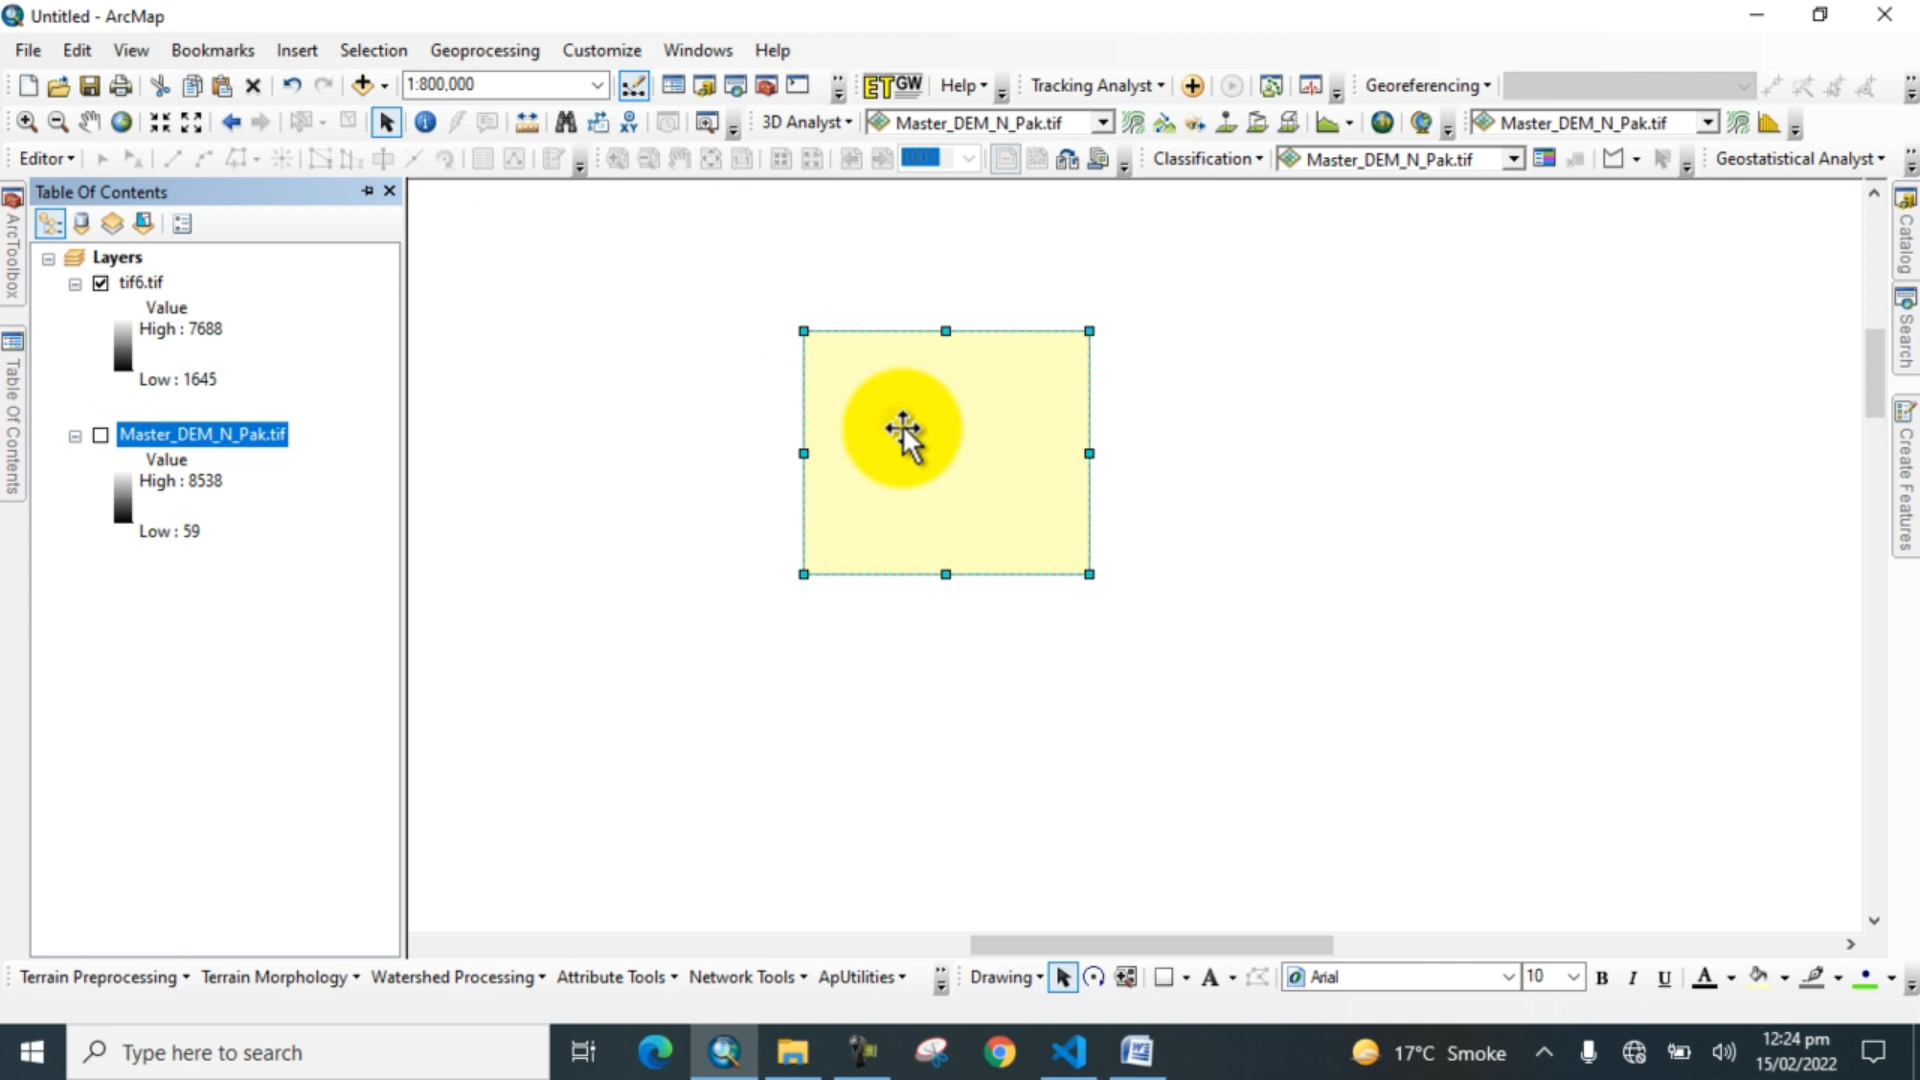 Untitled - ArcMap
File Edit View Bookmarks Insert Selection Geoprocessing Customize Windows Help
1:800,000 ETGW Help Tracking Analyst Georeferencing
3D Analyst Master_DEM_N_Pak.tif Master_DEM_N_Pak.tif
Editor 100% Classification Master_DEM_N_Pak.tif Geostatistical Analyst
Table Of Contents
ArcToolbox
Table Of Contents
Layers
tif6.tif
Value
High : 7688
Low : 1645
Master_DEM_N_Pak.tif
Value
High : 8538
Low : 59
Catalog
Search
Create Features
Terrain Preprocessing Terrain Morphology Watershed Processing Attribute Tools Network Tools ApUtilities Drawing A Arial 10 B I U A
Type here to search
17°C Smoke
12:24 pm
15/02/2022